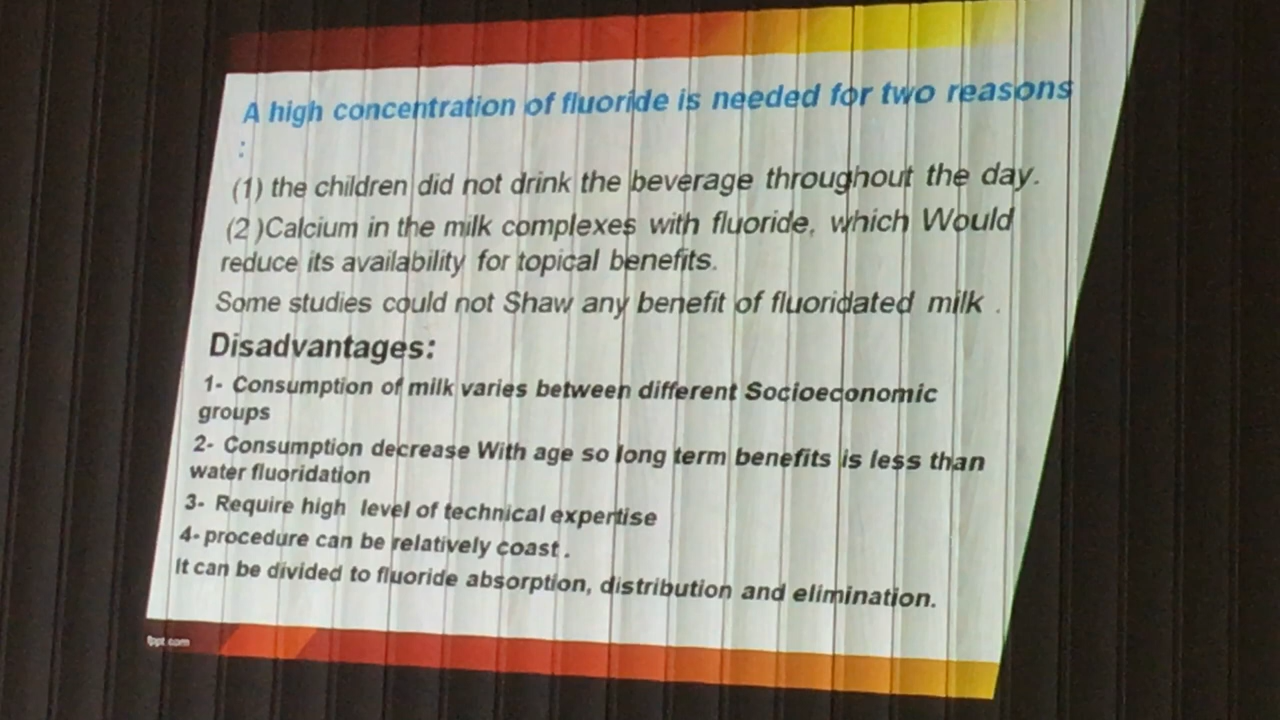 A high concentration of fluoride is needed for two reasons
:
(1) the children did not drink the beverage throughout the day.
(2 )Calcium in the milk complexes with fluoride, which Would
reduce its availability for topical benefits.
Some studies could not Shaw any benefit of fluoridated milk .
Disadvantages:
1- Consumption of milk varies between different Socioeconomic
groups
2- Consumption decrease With age so long term benefits is less than
water fluoridation
3- Require high level of technical expertise
4- procedure can be relatively coast .
It can be divided to fluoride absorption, distribution and elimination.
fppt.com